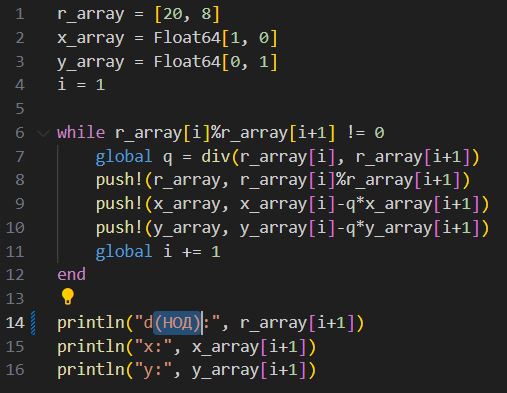 1 r_array = [20, 8]
2 x_array = Float64[1, 0]
3 y_array = Float64[0, 1]
4 i = 1
5
6 while r_array[i]%r_array[i+1] != 0
7     global q = div(r_array[i], r_array[i+1])
8     push!(r_array, r_array[i]%r_array[i+1])
9     push!(x_array, x_array[i]-q*x_array[i+1])
10     push!(y_array, y_array[i]-q*y_array[i+1])
11     global i += 1
12 end
13
14 println("d(НОД):", r_array[i+1])
15 println("x:", x_array[i+1])
16 println("y:", y_array[i+1])